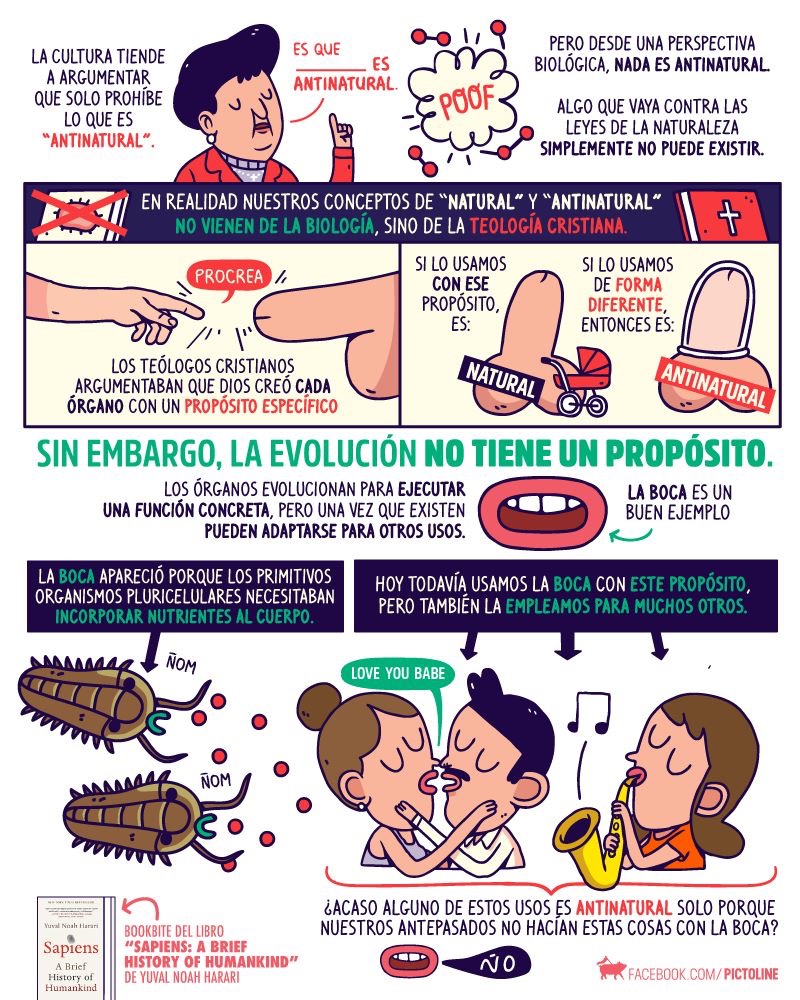 LA CULTURA TIENDE
A ARGUMENTAR
QUE SOLO PROHÍBE
LO QUE ES
"ANTINATURAL".
ES QUE
________ ES
ANTINATURAL.
POOF
PERO DESDE UNA PERSPECTIVA
BIOLÓGICA, NADA ES ANTINATURAL.
ALGO QUE VAYA CONTRA LAS
LEYES DE LA NATURALEZA
SIMPLEMENTE NO PUEDE EXISTIR.
EN REALIDAD NUESTROS CONCEPTOS DE "NATURAL" Y "ANTINATURAL"
NO VIENEN DE LA BIOLOGÍA, SINO DE LA TEOLOGÍA CRISTIANA.
PROCREA
LOS TEÓLOGOS CRISTIANOS
ARGUMENTABAN QUE DIOS CREÓ CADA
ÓRGANO CON UN PROPÓSITO ESPECÍFICO
SI LO USAMOS
CON ESE
PROPÓSITO,
ES:
NATURAL
SI LO USAMOS
DE FORMA
DIFERENTE,
ENTONCES ES:
ANTINATURAL
SIN EMBARGO, LA EVOLUCIÓN NO TIENE UN PROPÓSITO.
LOS ÓRGANOS EVOLUCIONAN PARA EJECUTAR
UNA FUNCIÓN CONCRETA, PERO UNA VEZ QUE EXISTEN
PUEDEN ADAPTARSE PARA OTROS USOS.
LA BOCA ES UN
BUEN EJEMPLO
LA BOCA APARECIÓ PORQUE LOS PRIMITIVOS
ORGANISMOS PLURICELULARES NECESITABAN
INCORPORAR NUTRIENTES AL CUERPO.
HOY TODAVÍA USAMOS LA BOCA CON ESTE PROPÓSITO,
PERO TAMBIÉN LA EMPLEAMOS PARA MUCHOS OTROS.
ÑOM
ÑOM
LOVE YOU BABE
¿ACASO ALGUNO DE ESTOS USOS ES ANTINATURAL SOLO PORQUE
NUESTROS ANTEPASADOS NO HACÍAN ESTAS COSAS CON LA BOCA?
ÑO
Yuval Noah Harari
Sapiens
A Brief
History of
Humankind
BOOKBITE DEL LIBRO
"SAPIENS: A BRIEF
HISTORY OF HUMANKIND"
DE YUVAL NOAH HARARI
FACEBOOK.COM/PICTOLINE